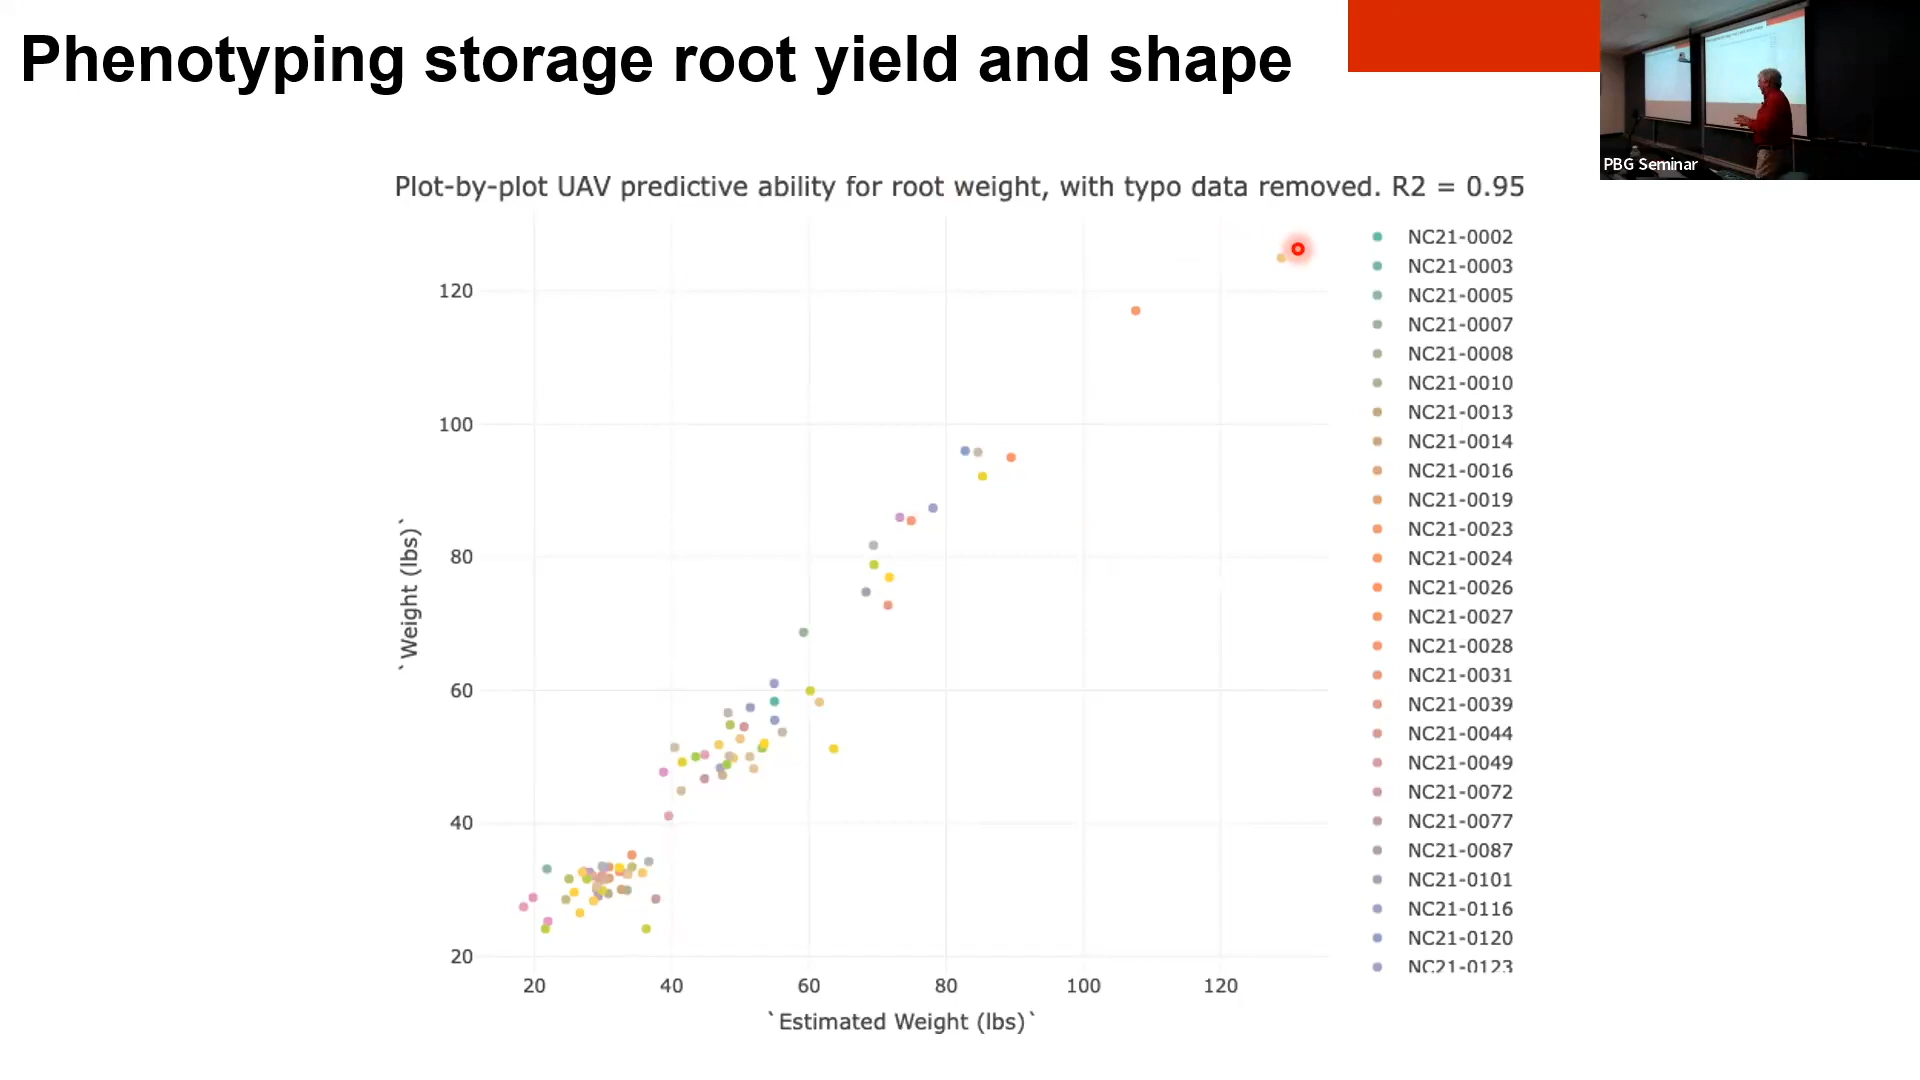 Phenotyping storage root yield and shape
PBG Seminar
Plot-by-plot UAV predictive ability for root weight, with typo data removed. R2 = 0.95
120
100
80
60
40
20
`Weight (lbs)`
20 40 60 80 100 120
`Estimated Weight (lbs)`
NC21-0002
NC21-0003
NC21-0005
NC21-0007
NC21-0008
NC21-0010
NC21-0013
NC21-0014
NC21-0016
NC21-0019
NC21-0023
NC21-0024
NC21-0026
NC21-0027
NC21-0028
NC21-0031
NC21-0039
NC21-0044
NC21-0049
NC21-0072
NC21-0077
NC21-0087
NC21-0101
NC21-0116
NC21-0120
NC21-0123